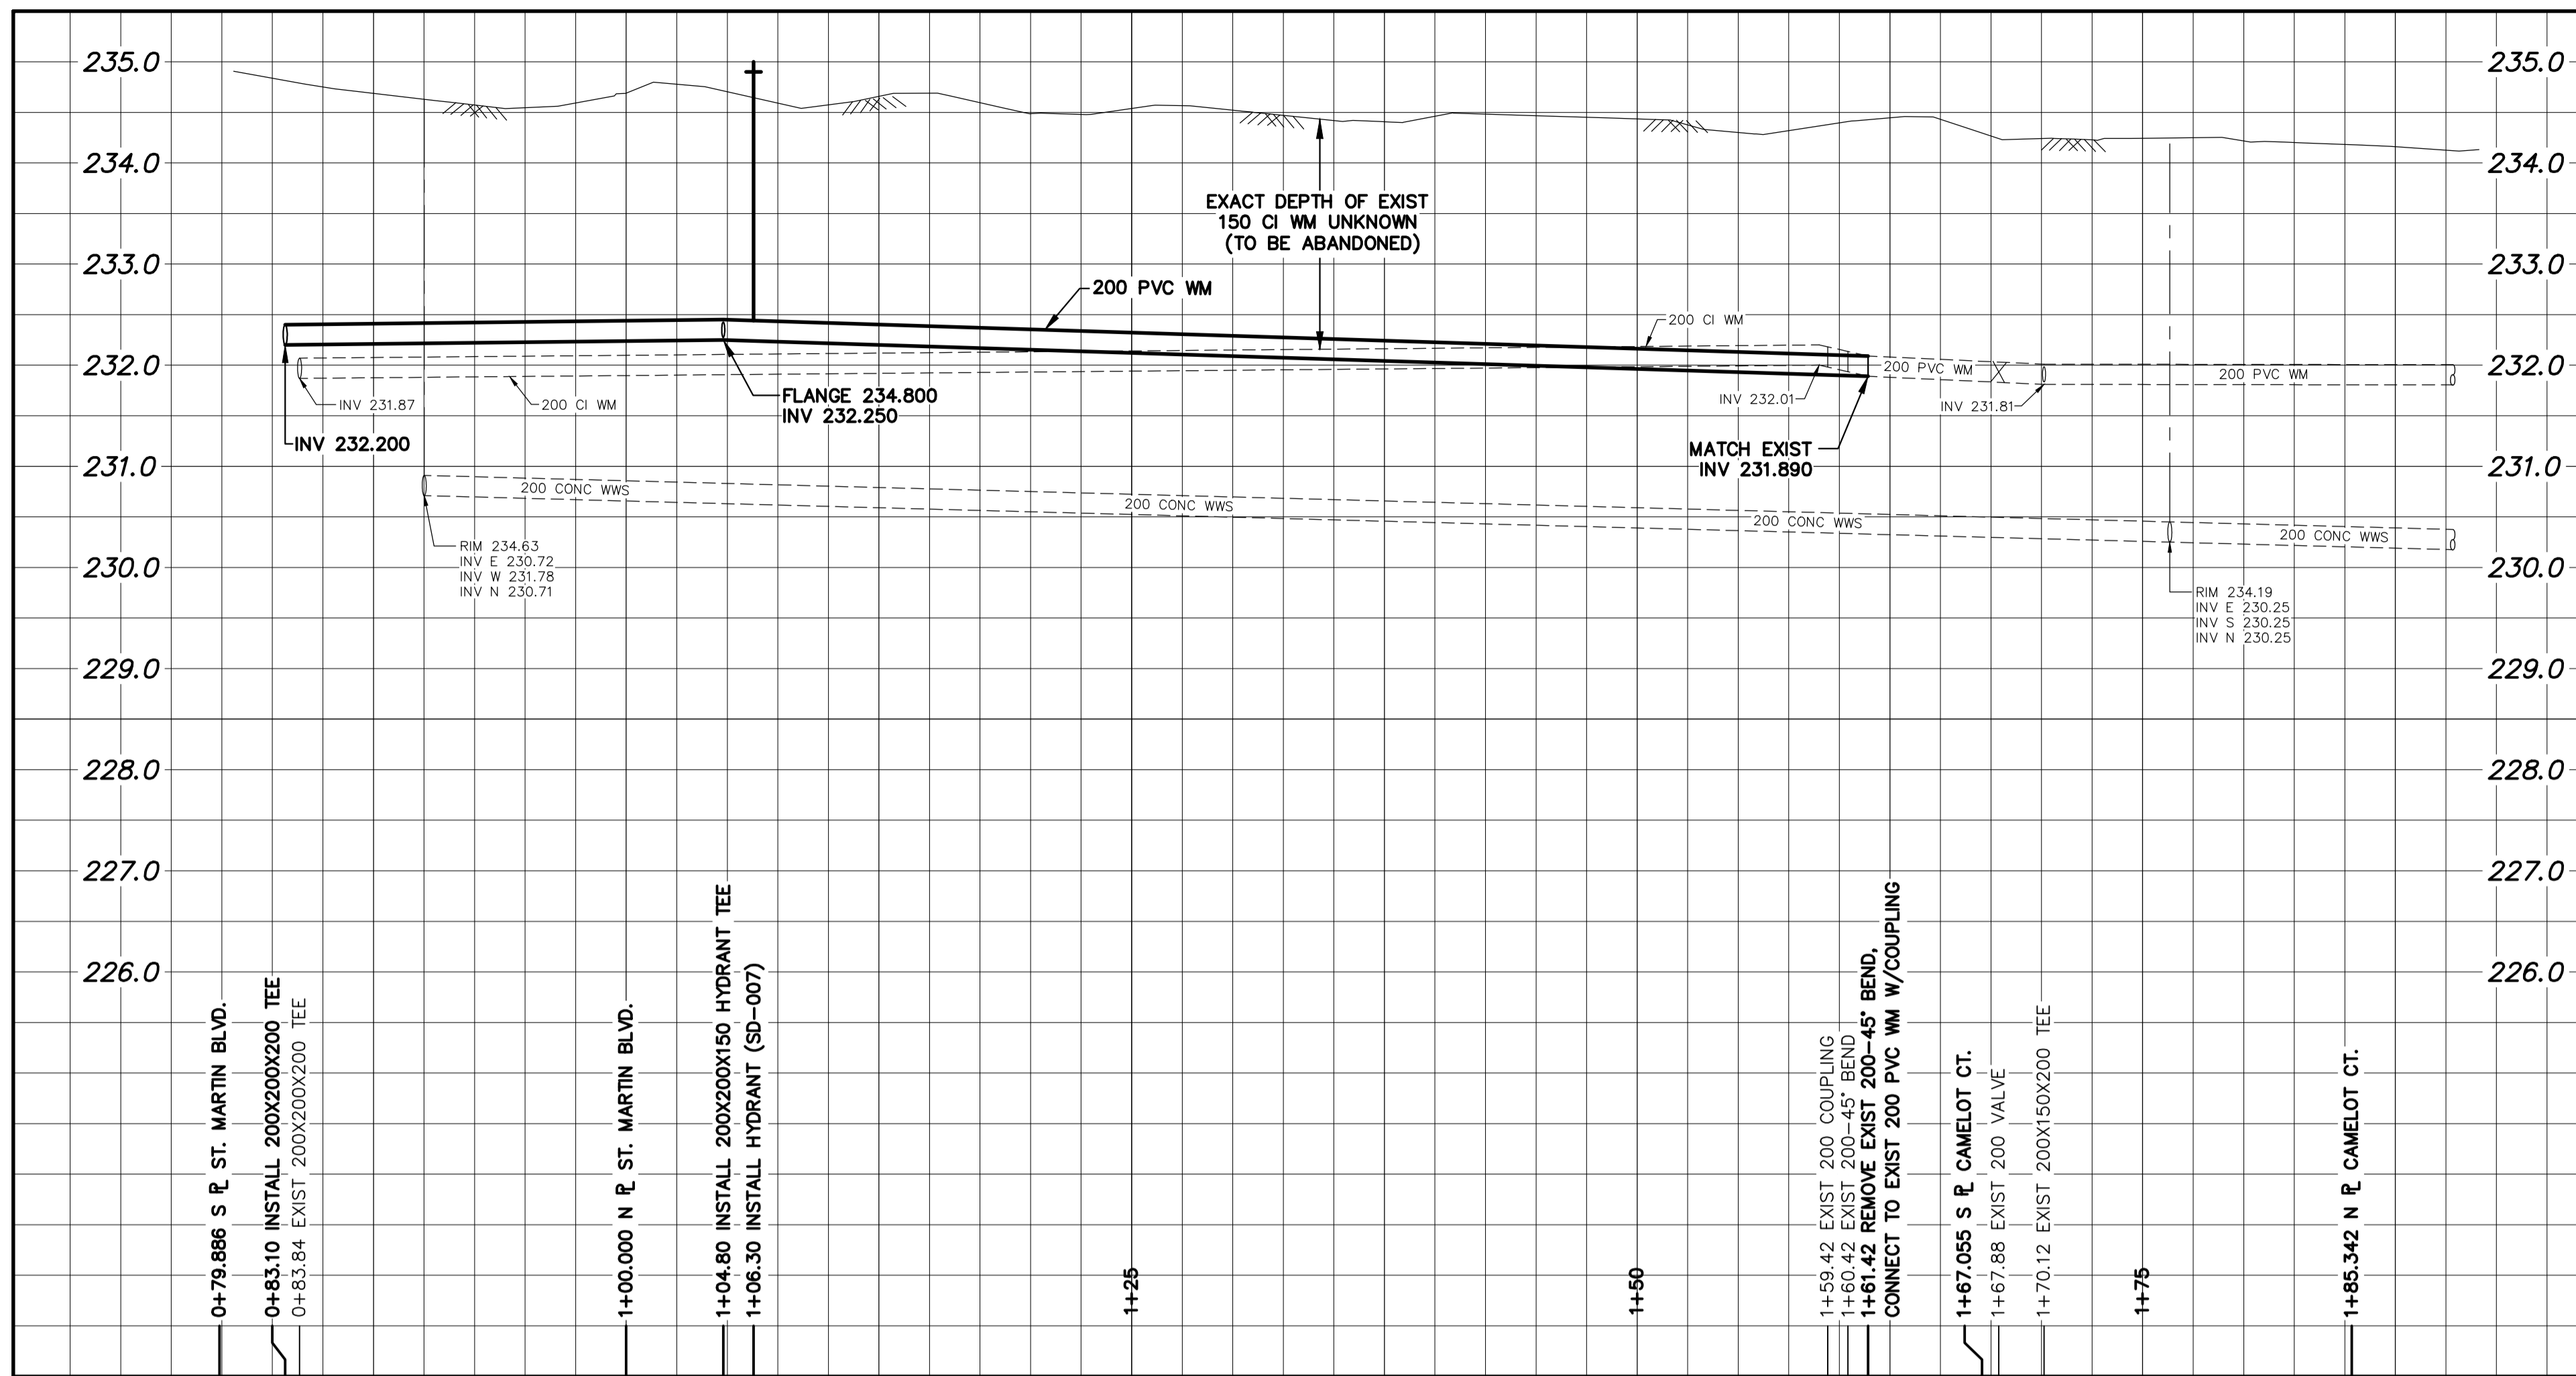 235.0
235.0
234.0
234.0
EXACT DEPTH OF EXIST
150 CI WM UNKNOWN
(TO BE ABANDONED)
233.0
233.0
200 PVC WM
200 CI WM
232.0
200 PVC WM
200 PVC WM
232.0
INV 231.87
200 CI WM
FLANGE 234.800
INV 232.250
INV 232.01
INV 231.81
INV 232.200
MATCH EXIST
INV 231.890
231.0
231.0
200 CONC WWS
200 CONC WWS
200 CONC WWS
200 CONC WWS
RIM 234.63
INV E 230.72
INV W 231.78
INV N 230.71
230.0
230.0
RIM 234.19
INV E 230.25
INV S 230.25
INV N 230.25
229.0
229.0
228.0
228.0
227.0
227.0
226.0
226.0
0+79.886 S PL ST. MARTIN BLVD.
0+83.10 INSTALL 200X200X200 TEE
0+83.84 EXIST 200X200X200 TEE
1+00.000 N PL ST. MARTIN BLVD.
1+04.80 INSTALL 200X200X150 HYDRANT TEE
1+06.30 INSTALL HYDRANT (SD-007)
1+25
1+50
1+59.42 EXIST 200 COUPLING
1+60.42 EXIST 200-45° BEND
1+61.42 REMOVE EXIST 200-45° BEND,
CONNECT TO EXIST 200 PVC WM W/COUPLING
1+67.055 S PL CAMELOT CT.
1+67.88 EXIST 200 VALVE
1+70.12 EXIST 200X150X200 TEE
1+75
1+85.342 N PL CAMELOT CT.